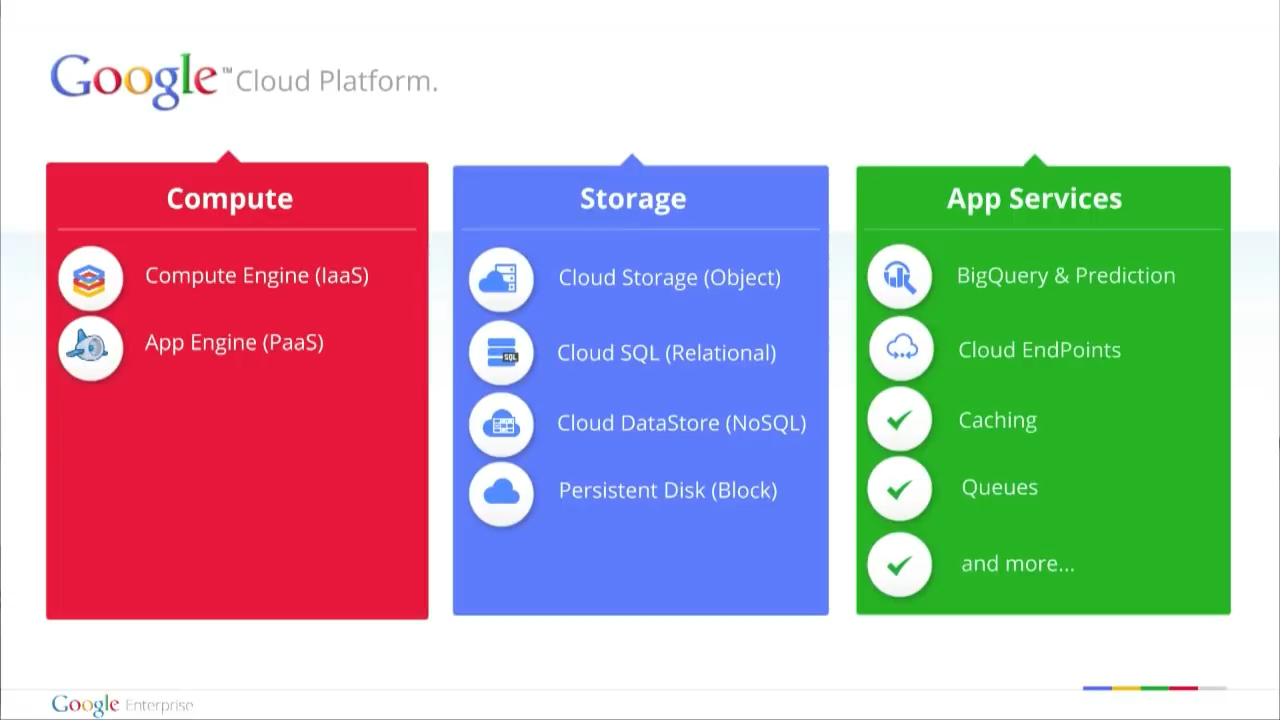 Google™ Cloud Platform.
Compute
Compute Engine (IaaS)
App Engine (PaaS)
Storage
Cloud Storage (Object)
Cloud SQL (Relational)
SQL
Cloud DataStore (NoSQL)
Persistent Disk (Block)
App Services
BigQuery & Prediction
Cloud EndPoints
Caching
Queues
and more...
Google Enterprise